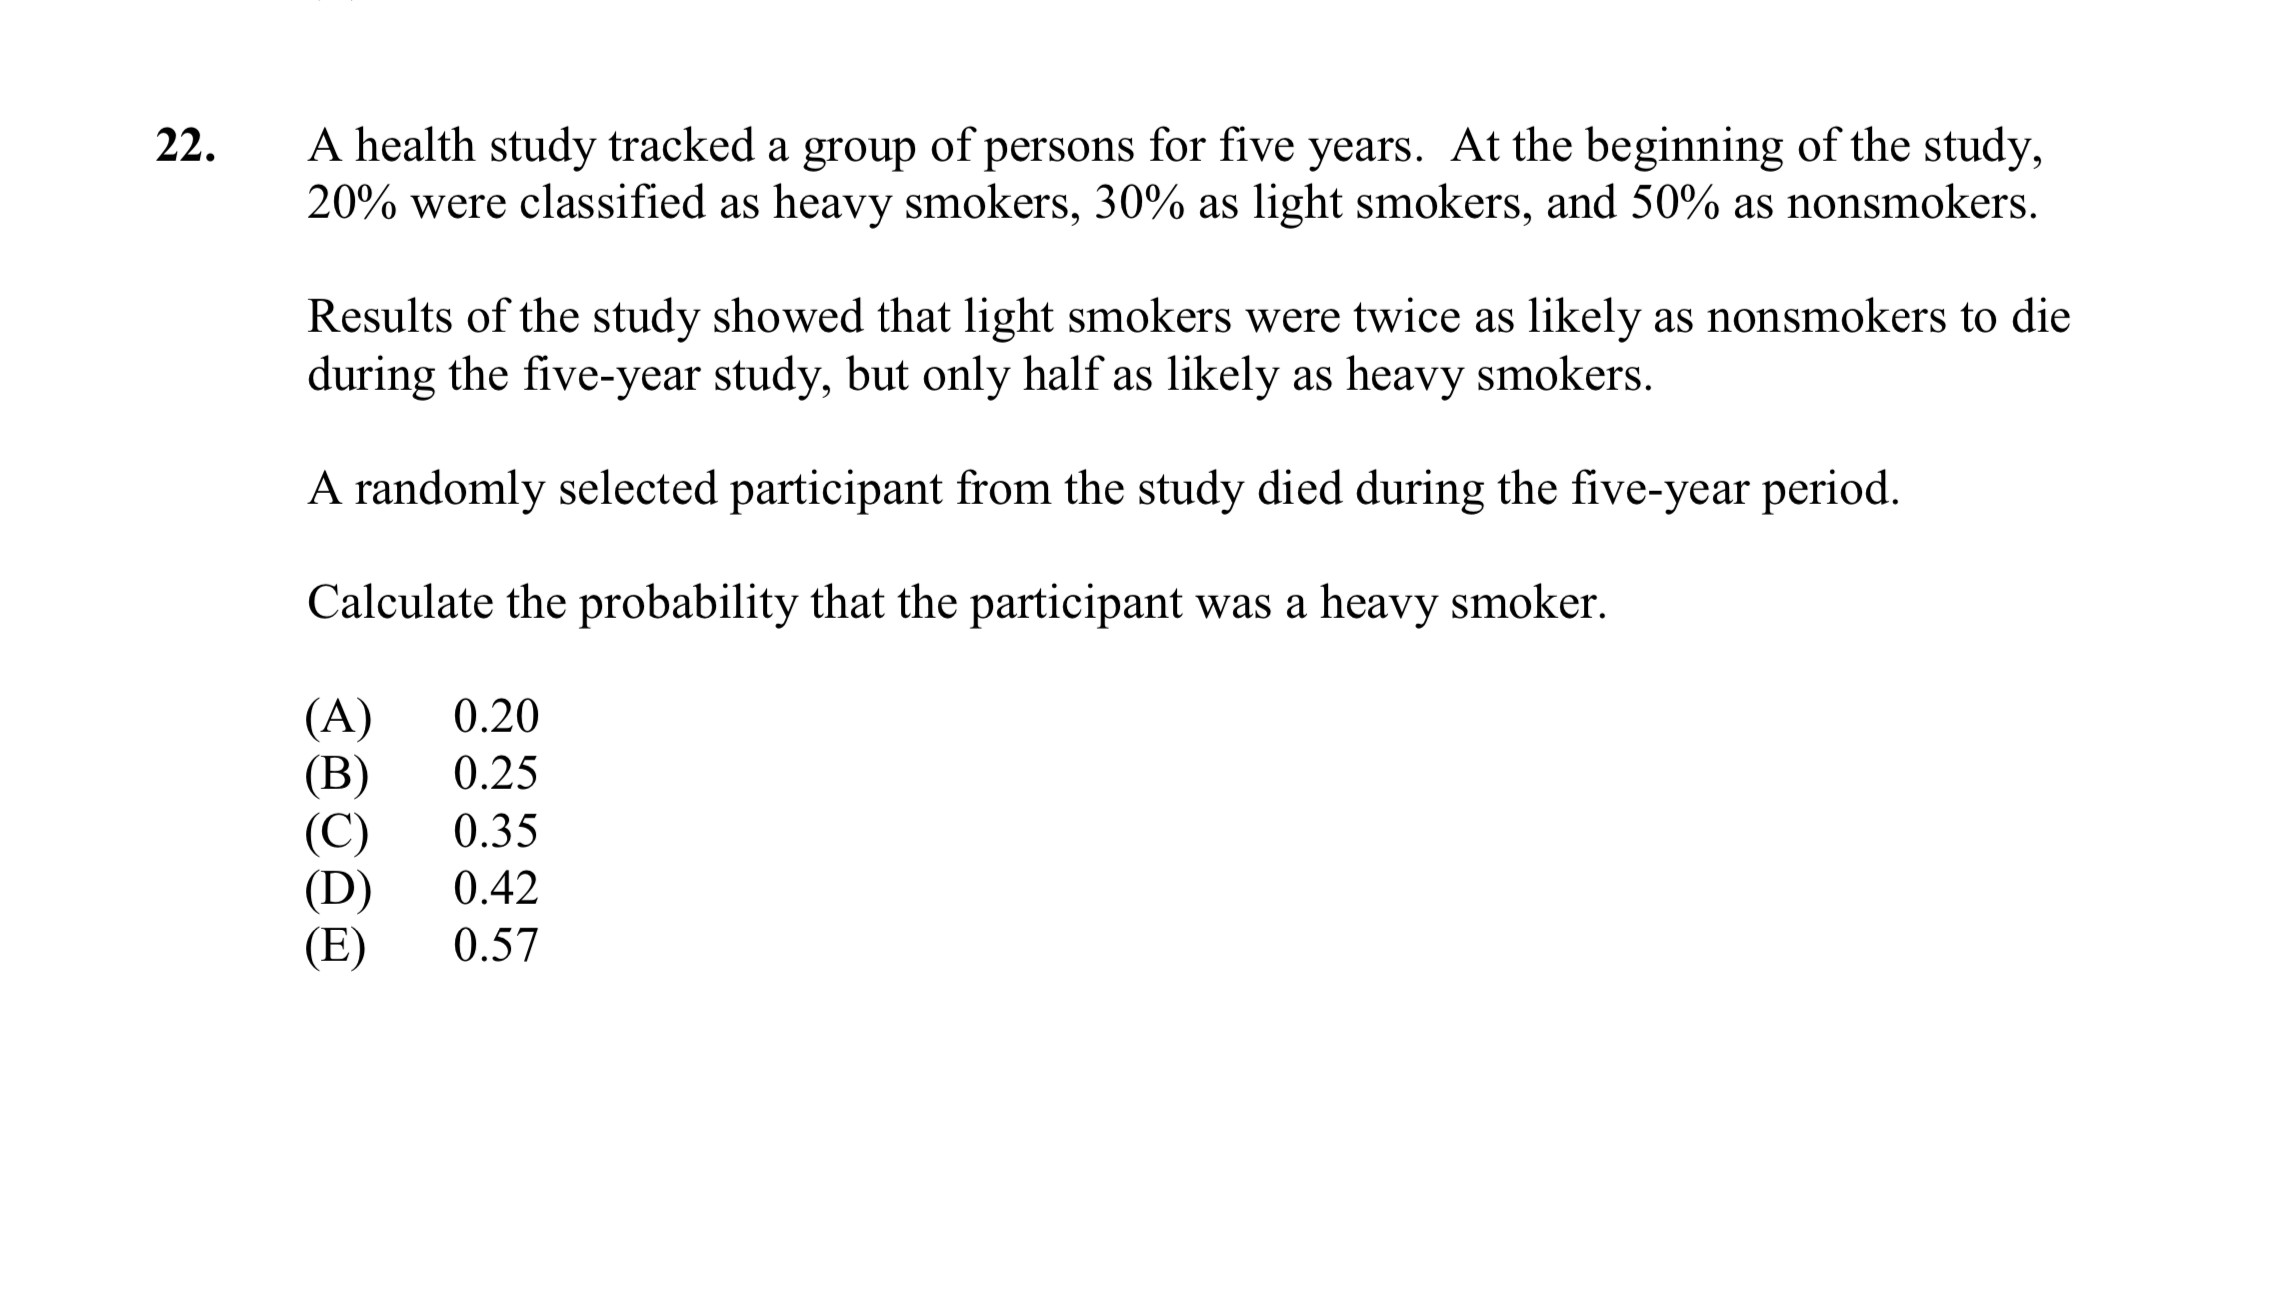 22. A health study tracked a group of persons for five years. At the beginning of the study,
20% were classified as heavy smokers, 30% as light smokers, and 50% as nonsmokers.
Results of the study showed that light smokers were twice as likely as nonsmokers to die
during the five-year study, but only half as likely as heavy smokers.
A randomly selected participant from the study died during the five-year period.
Calculate the probability that the participant was a heavy smoker.
(A) 0.20
(B) 0.25
(C) 0.35
(D) 0.42
(E) 0.57